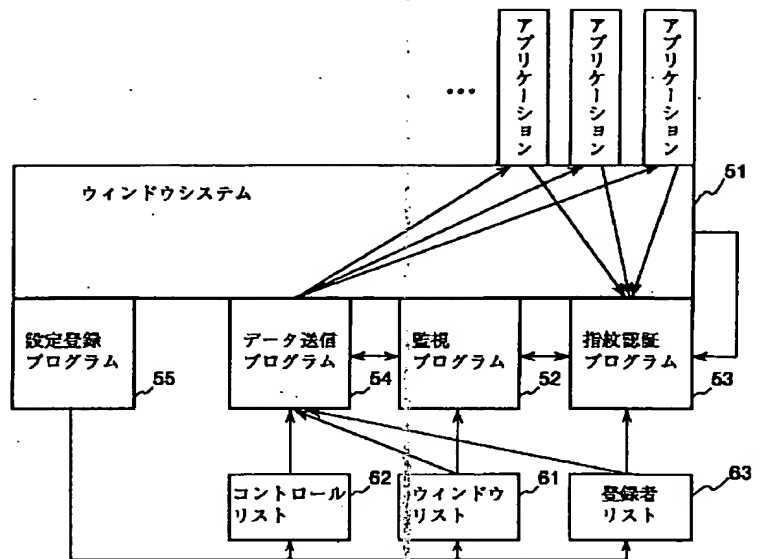 …
アプリケーション
アプリケーション
アプリケーション
ウィンドウシステム
51
設定登録
プログラム
55
データ送信
プログラム
54
監視
プログラム
52
指紋認証
プログラム
53
コントロール
リスト
62
ウィンドウ
リスト
61
登録者
リスト
63